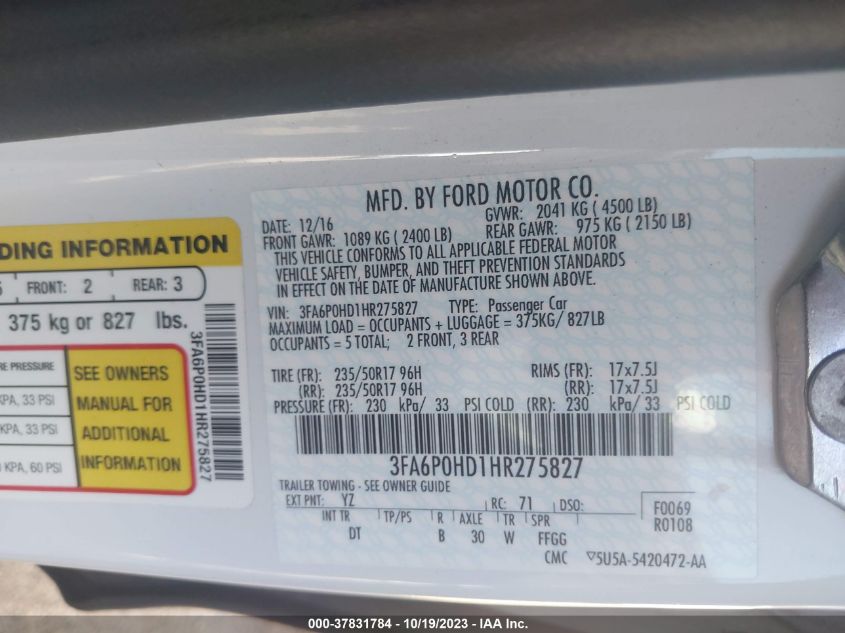 DING INFORMATION
FRONT: 2 REAR: 3
375 kg or 827 lbs.
RE PRESSURE
KPA, 33 PSI
KPA, 33 PSI
KPA, 60 PSI
SEE OWNERS
MANUAL FOR
ADDITIONAL
INFORMATION
3FA6P0HD1HR275827
MFD. BY FORD MOTOR CO.
DATE: 12/16 GVWR: 2041 KG ( 4500 LB)
FRONT GAWR: 1089 KG ( 2400 LB) REAR GAWR: 975 KG ( 2150 LB)
THIS VEHICLE CONFORMS TO ALL APPLICABLE FEDERAL MOTOR
VEHICLE SAFETY, BUMPER, AND THEFT PREVENTION STANDARDS
IN EFFECT ON THE DATE OF MANUFACTURE SHOWN ABOVE.
VIN: 3FA6P0HD1HR275827 TYPE: Passenger Car
MAXIMUM LOAD = OCCUPANTS + LUGGAGE = 375KG/ 827LB
OCCUPANTS = 5 TOTAL; 2 FRONT, 3 REAR
TIRE (FR): 235/50R17 96H RIMS (FR): 17x7.5J
(RR): 235/50R17 96H (RR): 17x7.5J
PRESSURE (FR): 230 kPa/ 33 PSI COLD (RR): 230 kPa/ 33 PSI COLD
3FA6P0HD1HR275827
TRAILER TOWING - SEE OWNER GUIDE
EXT PNT: YZ RC: 71 DSO: F0069
R0108
INT TR TP/PS R AXLE TR SPR
DT B 30 W FFGG
CMC ▽5U5A-5420472-AA
000-37831784 / 10/19/2023 - IAA Inc.